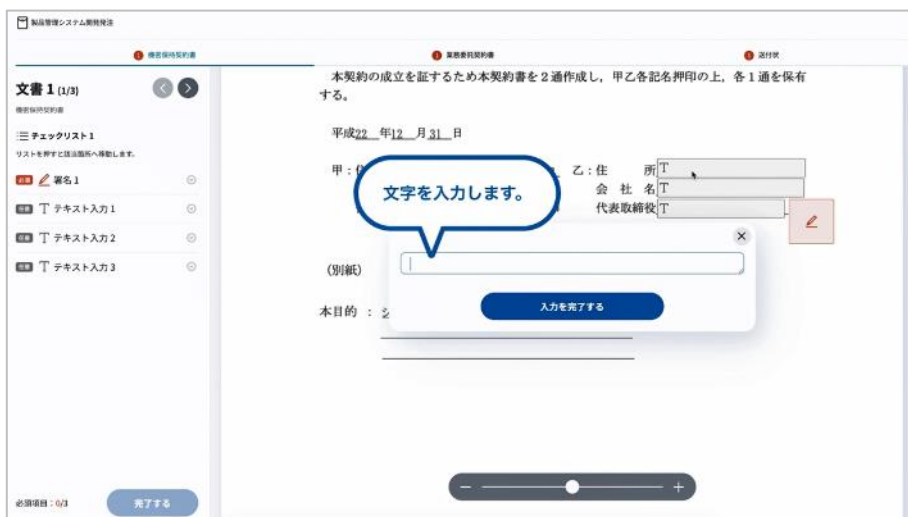 製品管理システム開発発注
機密保持契約書
業務委託契約書
送付状
文書 1 (1/3)
機密保持契約書
チェックリスト 1
リストを押すと該当箇所へ移動します。
必須 署名 1
任意 T テキスト入力 1
任意 T テキスト入力 2
任意 T テキスト入力 3
必須項目:0/3
完了する
本契約の成立を証するため本契約書を2通作成し,甲乙各記名押印の上,各1通を保有
する。
平成22 年12 月31 日
甲:
乙:住 所 T
会 社 名 T
代表取締役 T
文字を入力します。
入力を完了する
(別紙)
本目的 :